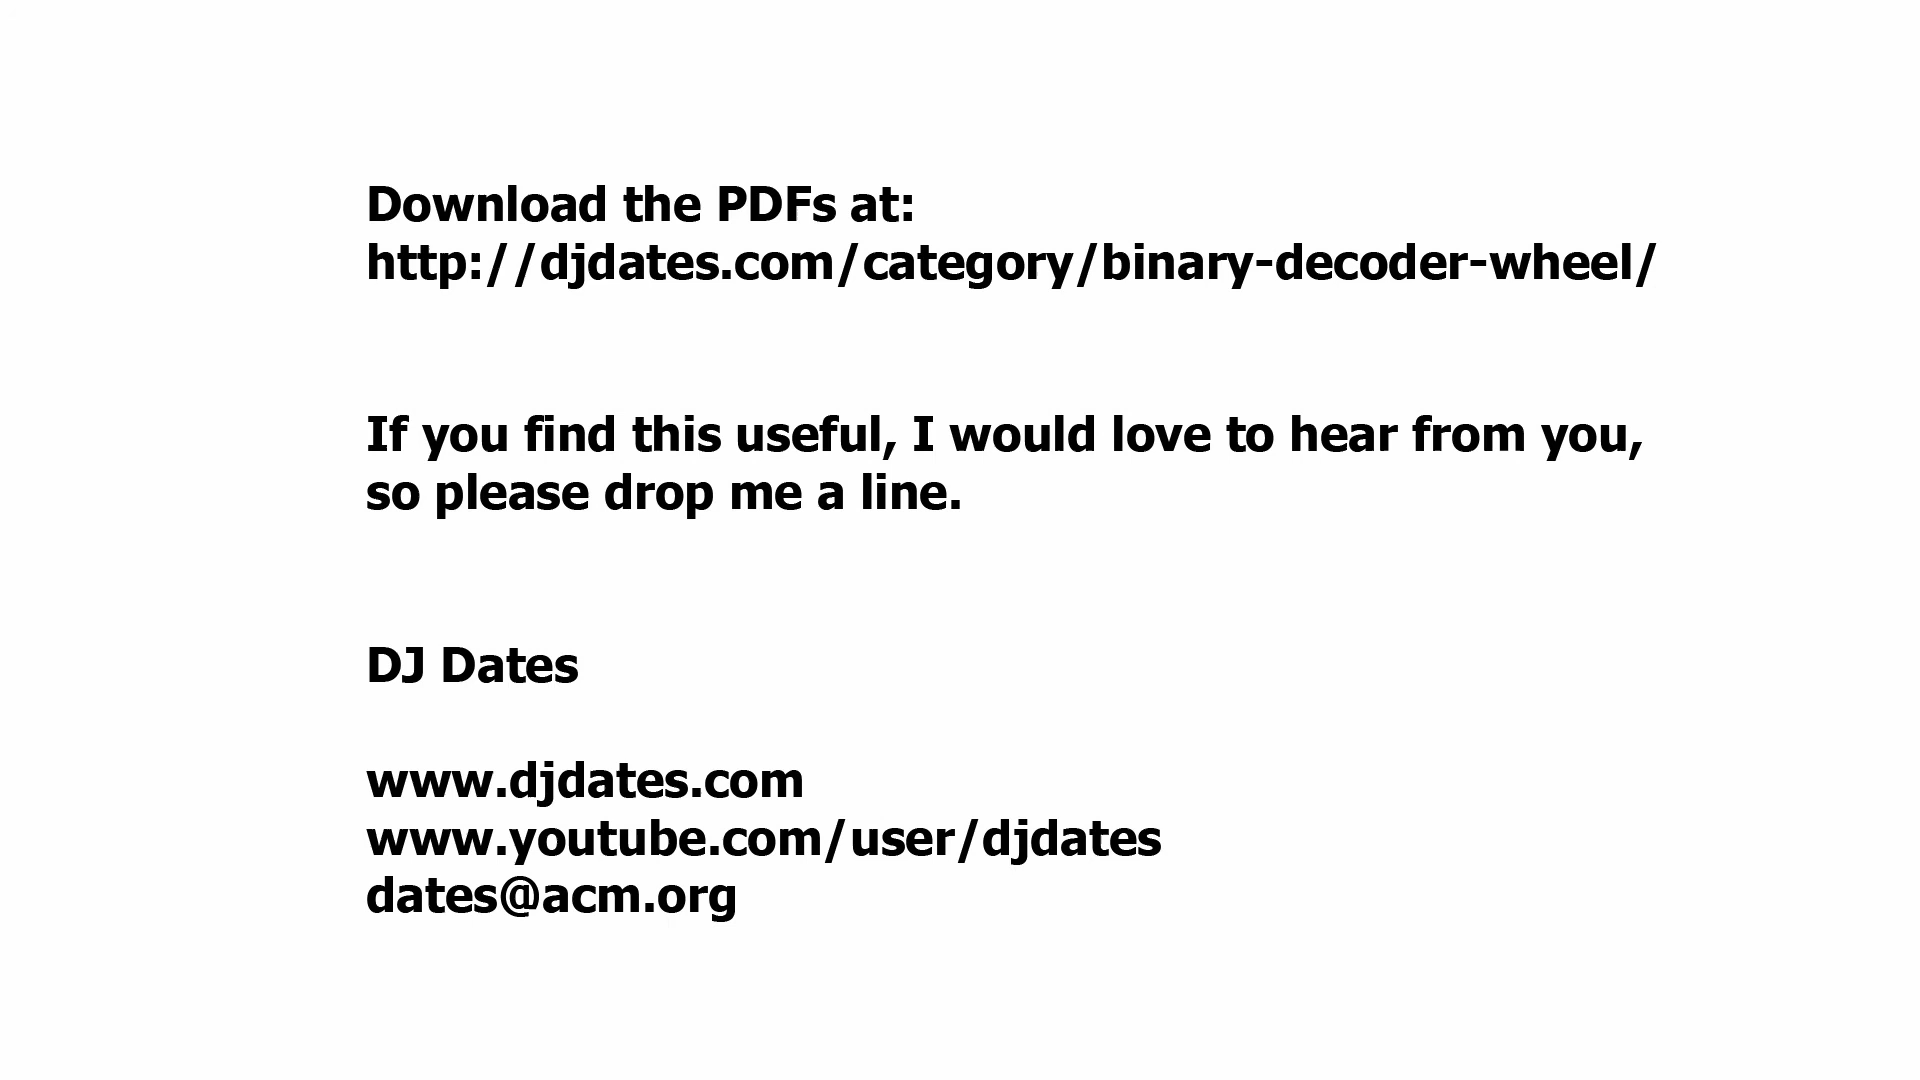 Download the PDFs at:
http://djdates.com/category/binary-decoder-wheel/
If you find this useful, I would love to hear from you,
so please drop me a line.
DJ Dates
www.djdates.com
www.youtube.com/user/djdates
dates@acm.org